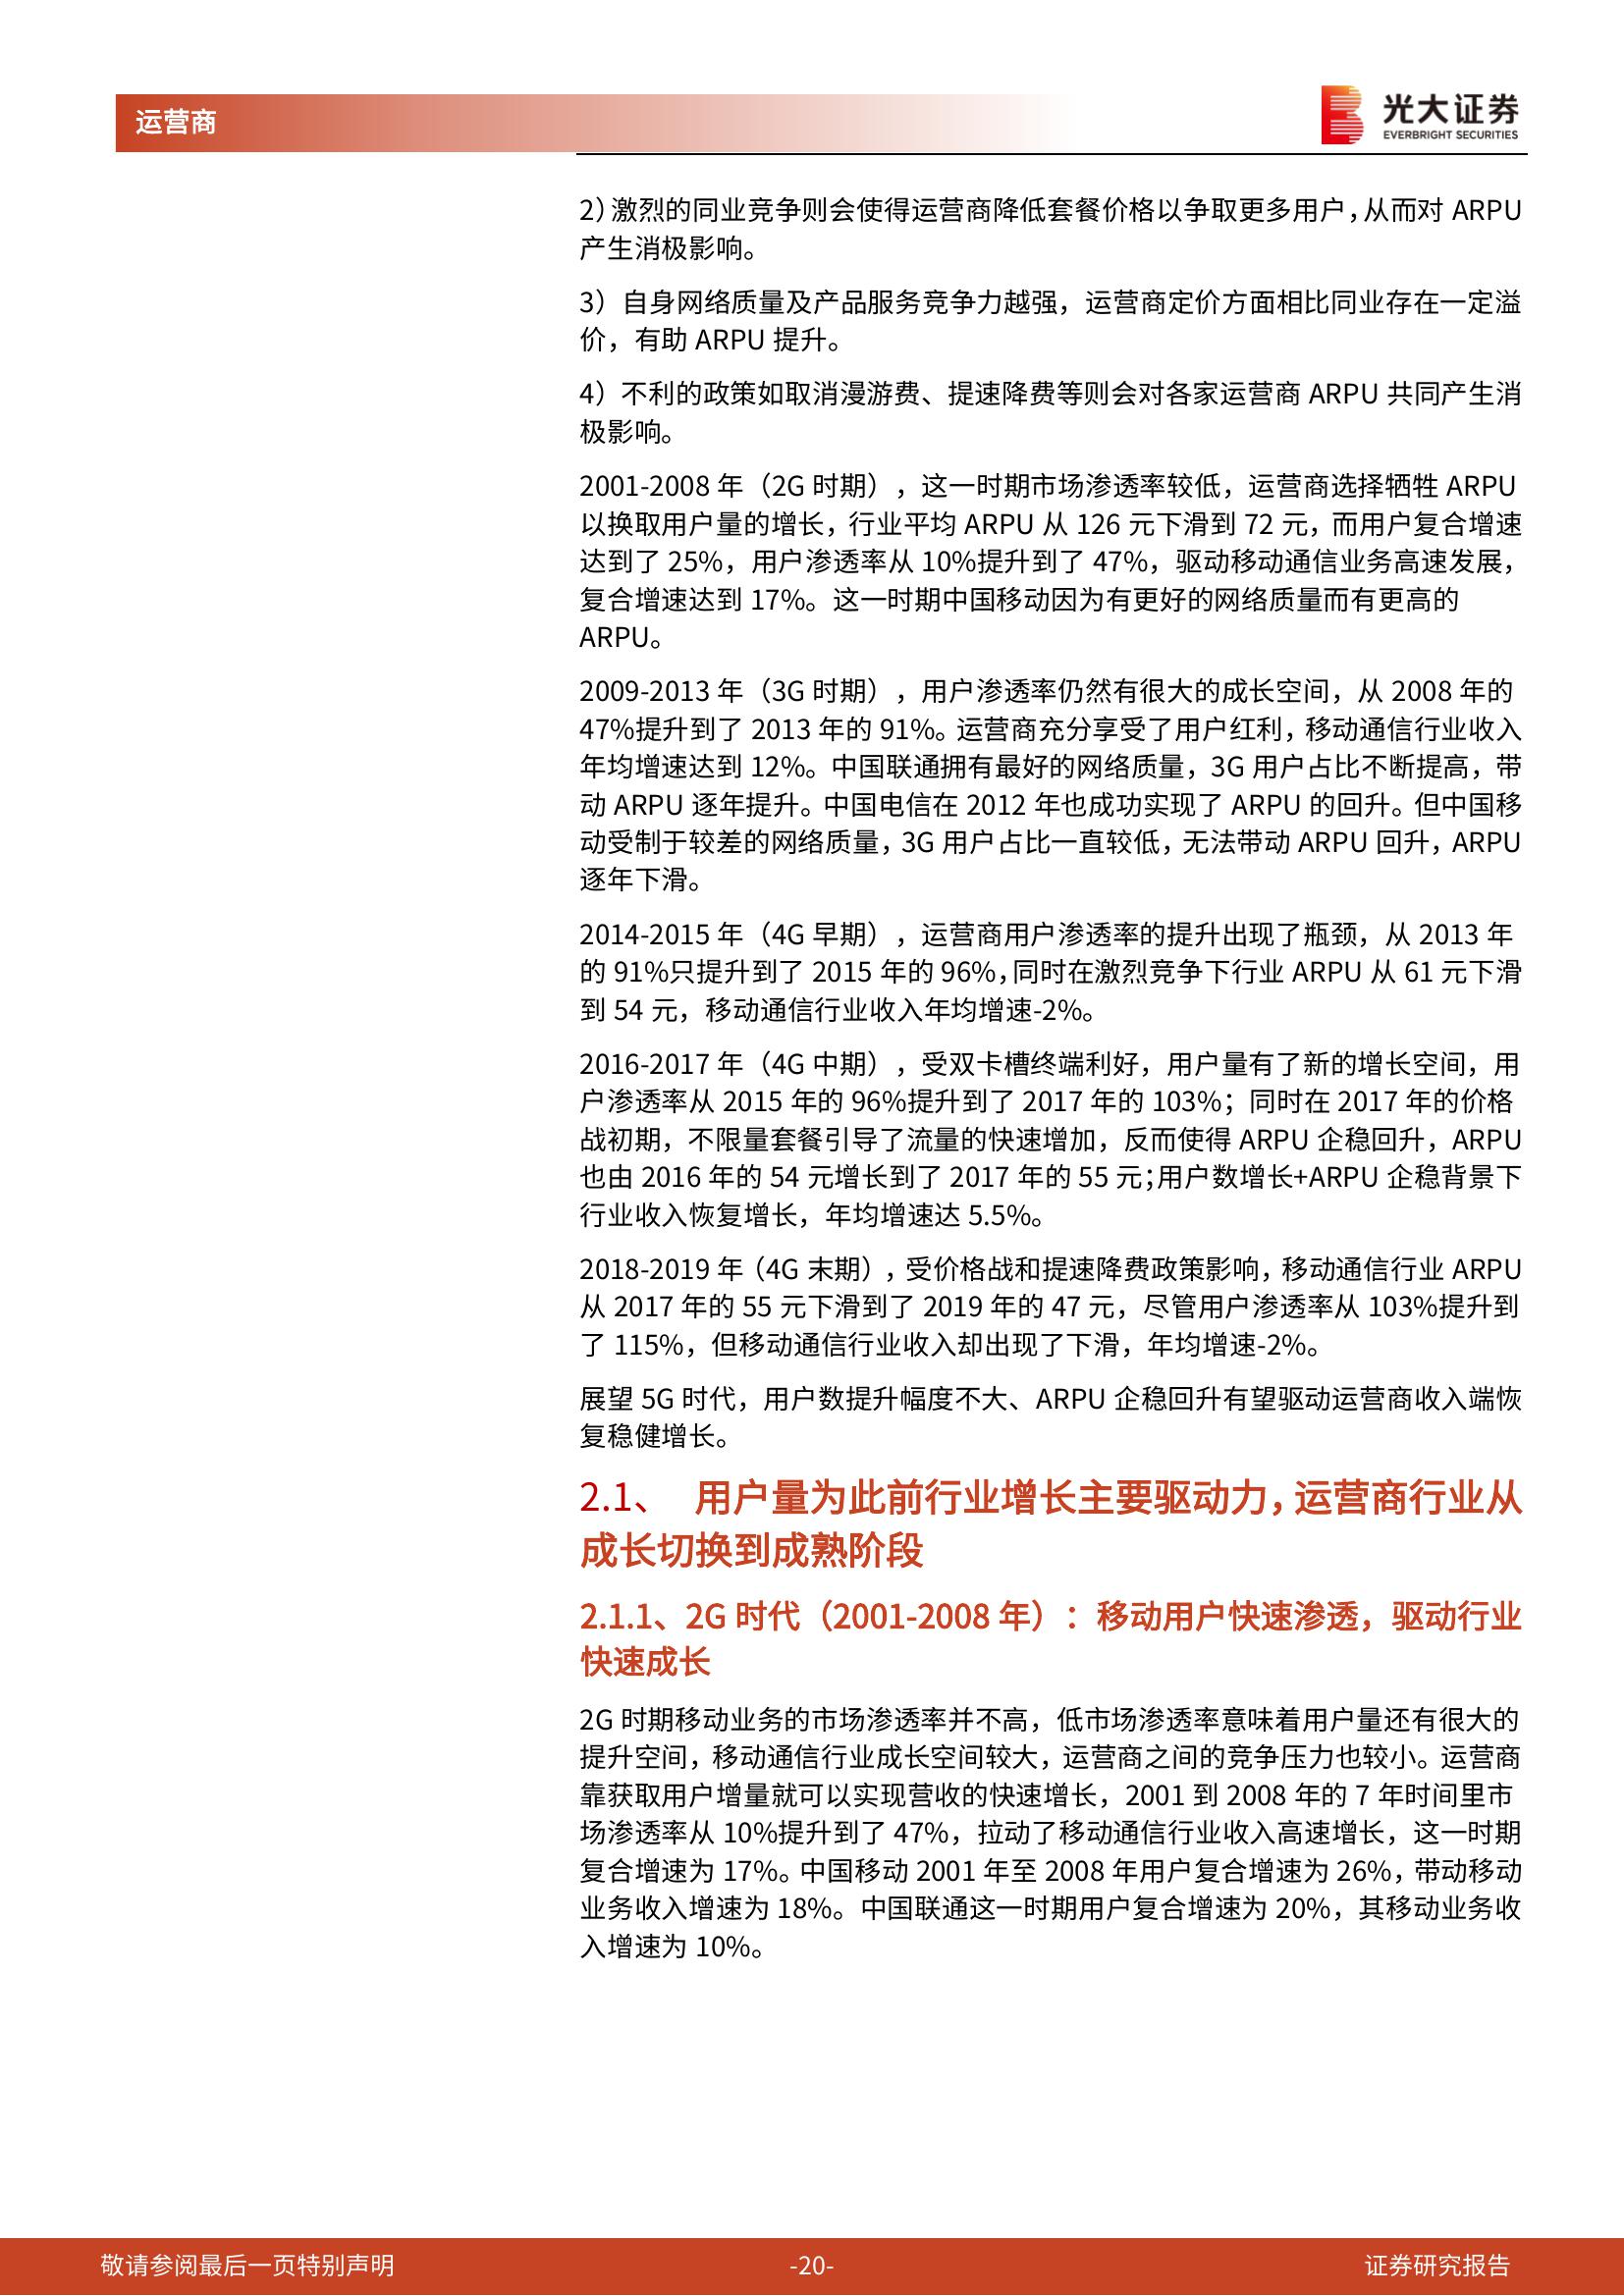 运营商
光大证券
EVERBRIGHT SECURITIES
2）激烈的同业竞争则会使得运营商降低套餐价格以争取更多用户，从而对 ARPU
产生消极影响。
3）自身网络质量及产品服务竞争力越强，运营商定价方面相比同业存在一定溢
价，有助 ARPU 提升。
4）不利的政策如取消漫游费、提速降费等则会对各家运营商 ARPU 共同产生消
极影响。
2001-2008 年（2G 时期），这一时期市场渗透率较低，运营商选择牺牲 ARPU
以换取用户量的增长，行业平均 ARPU 从 126 元下滑到 72 元，而用户复合增速
达到了 25%，用户渗透率从 10%提升到了 47%，驱动移动通信业务高速发展，
复合增速达到 17%。这一时期中国移动因为有更好的网络质量而有更高的
ARPU。
2009-2013 年（3G 时期），用户渗透率仍然有很大的成长空间，从 2008 年的
47%提升到了 2013 年的 91%。运营商充分享受了用户红利，移动通信行业收入
年均增速达到 12%。中国联通拥有最好的网络质量，3G 用户占比不断提高，带
动 ARPU 逐年提升。中国电信在 2012 年也成功实现了 ARPU 的回升。但中国移
动受制于较差的网络质量，3G 用户占比一直较低，无法带动 ARPU 回升，ARPU
逐年下滑。
2014-2015 年（4G 早期），运营商用户渗透率的提升出现了瓶颈，从 2013 年
的 91%只提升到了 2015 年的 96%，同时在激烈竞争下行业 ARPU 从 61 元下滑
到 54 元，移动通信行业收入年均增速-2%。
2016-2017 年（4G 中期），受双卡槽终端利好，用户量有了新的增长空间，用
户渗透率从 2015 年的 96%提升到了 2017 年的 103%；同时在 2017 年的价格
战初期，不限量套餐引导了流量的快速增加，反而使得 ARPU 企稳回升，ARPU
也由 2016 年的 54 元增长到了 2017 年的 55 元；用户数增长+ARPU 企稳背景下
行业收入恢复增长，年均增速达 5.5%。
2018-2019 年（4G 末期），受价格战和提速降费政策影响，移动通信行业 ARPU
从 2017 年的 55 元下滑到了 2019 年的 47 元，尽管用户渗透率从 103%提升到
了 115%，但移动通信行业收入却出现了下滑，年均增速-2%。
展望 5G 时代，用户数提升幅度不大、ARPU 企稳回升有望驱动运营商收入端恢
复稳健增长。
2.1、 用户量为此前行业增长主要驱动力，运营商行业从
成长切换到成熟阶段
2.1.1、2G 时代（2001-2008 年）：移动用户快速渗透，驱动行业
快速成长
2G 时期移动业务的市场渗透率并不高，低市场渗透率意味着用户量还有很大的
提升空间，移动通信行业成长空间较大，运营商之间的竞争压力也较小。运营商
靠获取用户增量就可以实现营收的快速增长，2001 到 2008 年的 7 年时间里市
场渗透率从 10%提升到了 47%，拉动了移动通信行业收入高速增长，这一时期
复合增速为 17%。中国移动 2001 年至 2008 年用户复合增速为 26%，带动移动
业务收入增速为 18%。中国联通这一时期用户复合增速为 20%，其移动业务收
入增速为 10%。
敬请参阅最后一页特别声明
-20-
证券研究报告